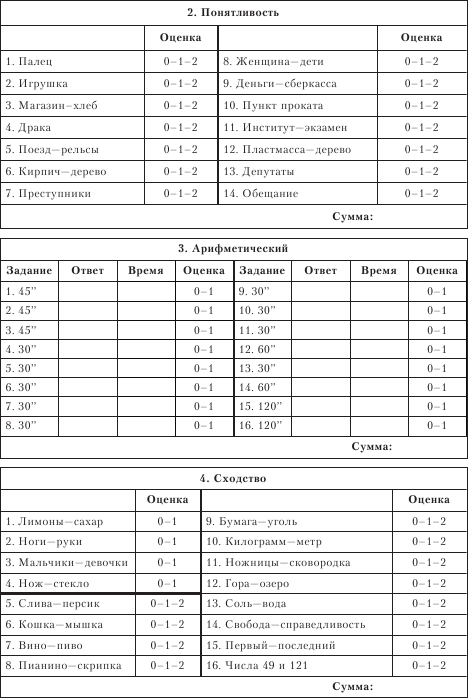 2. Понятливость
Оценка Оценка
1. Палец 0–1–2 8. Женщина—дети 0–1–2
2. Игрушка 0–1–2 9. Деньги—сберкасса 0–1–2
3. Магазин—хлеб 0–1–2 10. Пункт проката 0–1–2
4. Драка 0–1–2 11. Институт—экзамен 0–1–2
5. Поезд—рельсы 0–1–2 12. Пластмасса—дерево 0–1–2
6. Кирпич—дерево 0–1–2 13. Депутаты 0–1–2
7. Преступники 0–1–2 14. Обещание 0–1–2
Сумма:
3. Арифметический
Задание Ответ Время Оценка Задание Ответ Время Оценка
1. 45’’ 0–1 9. 30’’ 0–1
2. 45’’ 0–1 10. 30’’ 0–1
3. 45’’ 0–1 11. 30’’ 0–1
4. 30’’ 0–1 12. 60’’ 0–1
5. 30’’ 0–1 13. 30’’ 0–1
6. 30’’ 0–1 14. 60’’ 0–1
7. 30’’ 0–1 15. 120’’ 0–1
8. 30’’ 0–1 16. 120’’ 0–1
Сумма:
4. Сходство
Оценка Оценка
1. Лимоны—сахар 0–1 9. Бумага—уголь 0–1–2
2. Ноги—руки 0–1 10. Килограмм—метр 0–1–2
3. Мальчики—девочки 0–1 11. Ножницы—сковородка 0–1–2
4. Нож—стекло 0–1 12. Гора—озеро 0–1–2
5. Слива—персик 0–1–2 13. Соль—вода 0–1–2
6. Кошка—мышка 0–1–2 14. Свобода—справедливость 0–1–2
7. Вино—пиво 0–1–2 15. Первый—последний 0–1–2
8. Пианино—скрипка 0–1–2 16. Числа 49 и 121 0–1–2
Сумма: